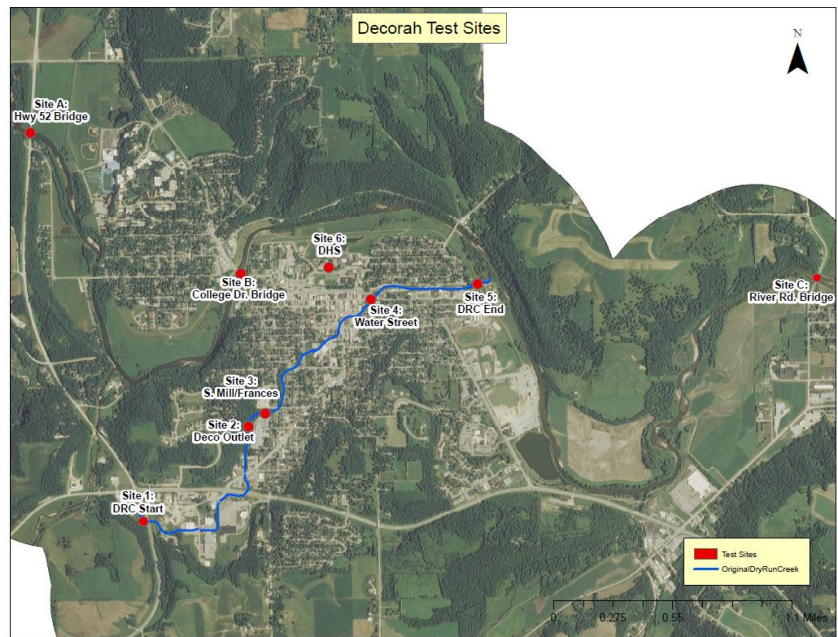 Decorah Test Sites
N
Site A:
Hwy 52 Bridge
Site 6:
DHS
Site B:
College Dr. Bridge
Site C:
River Rd. Bridge
Site 5:
DRC End
Site 4:
Water Street
Site 3:
S. Mill/Frances
Site 2:
Deco Outlet
Site 1:
DRC Start
Test Sites
OriginalDryRunCreek
0 0.275 0.55 1.1 Miles